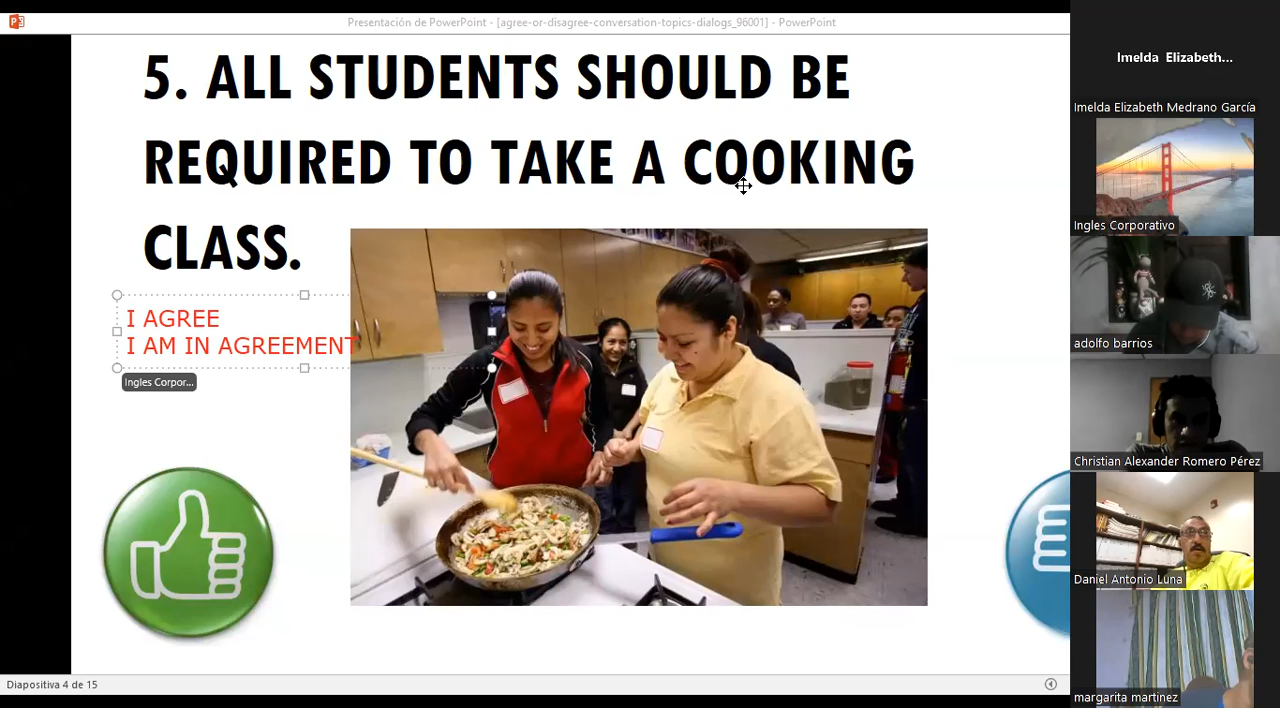 Presentación de PowerPoint - [agree-or-disagree-conversation-topics-dialogs_96001] - PowerPoint
5. ALL STUDENTS SHOULD BE
REQUIRED TO TAKE A COOKING
CLASS.
I AGREE
I AM IN AGREEMENT
Ingles Corpor...
Diapositiva 4 de 15
Imelda Elizabeth...
Imelda Elizabeth Medrano García
Ingles Corporativo
adolfo barrios
Christian Alexander Romero Pérez
Daniel Antonio Luna
margarita martinez